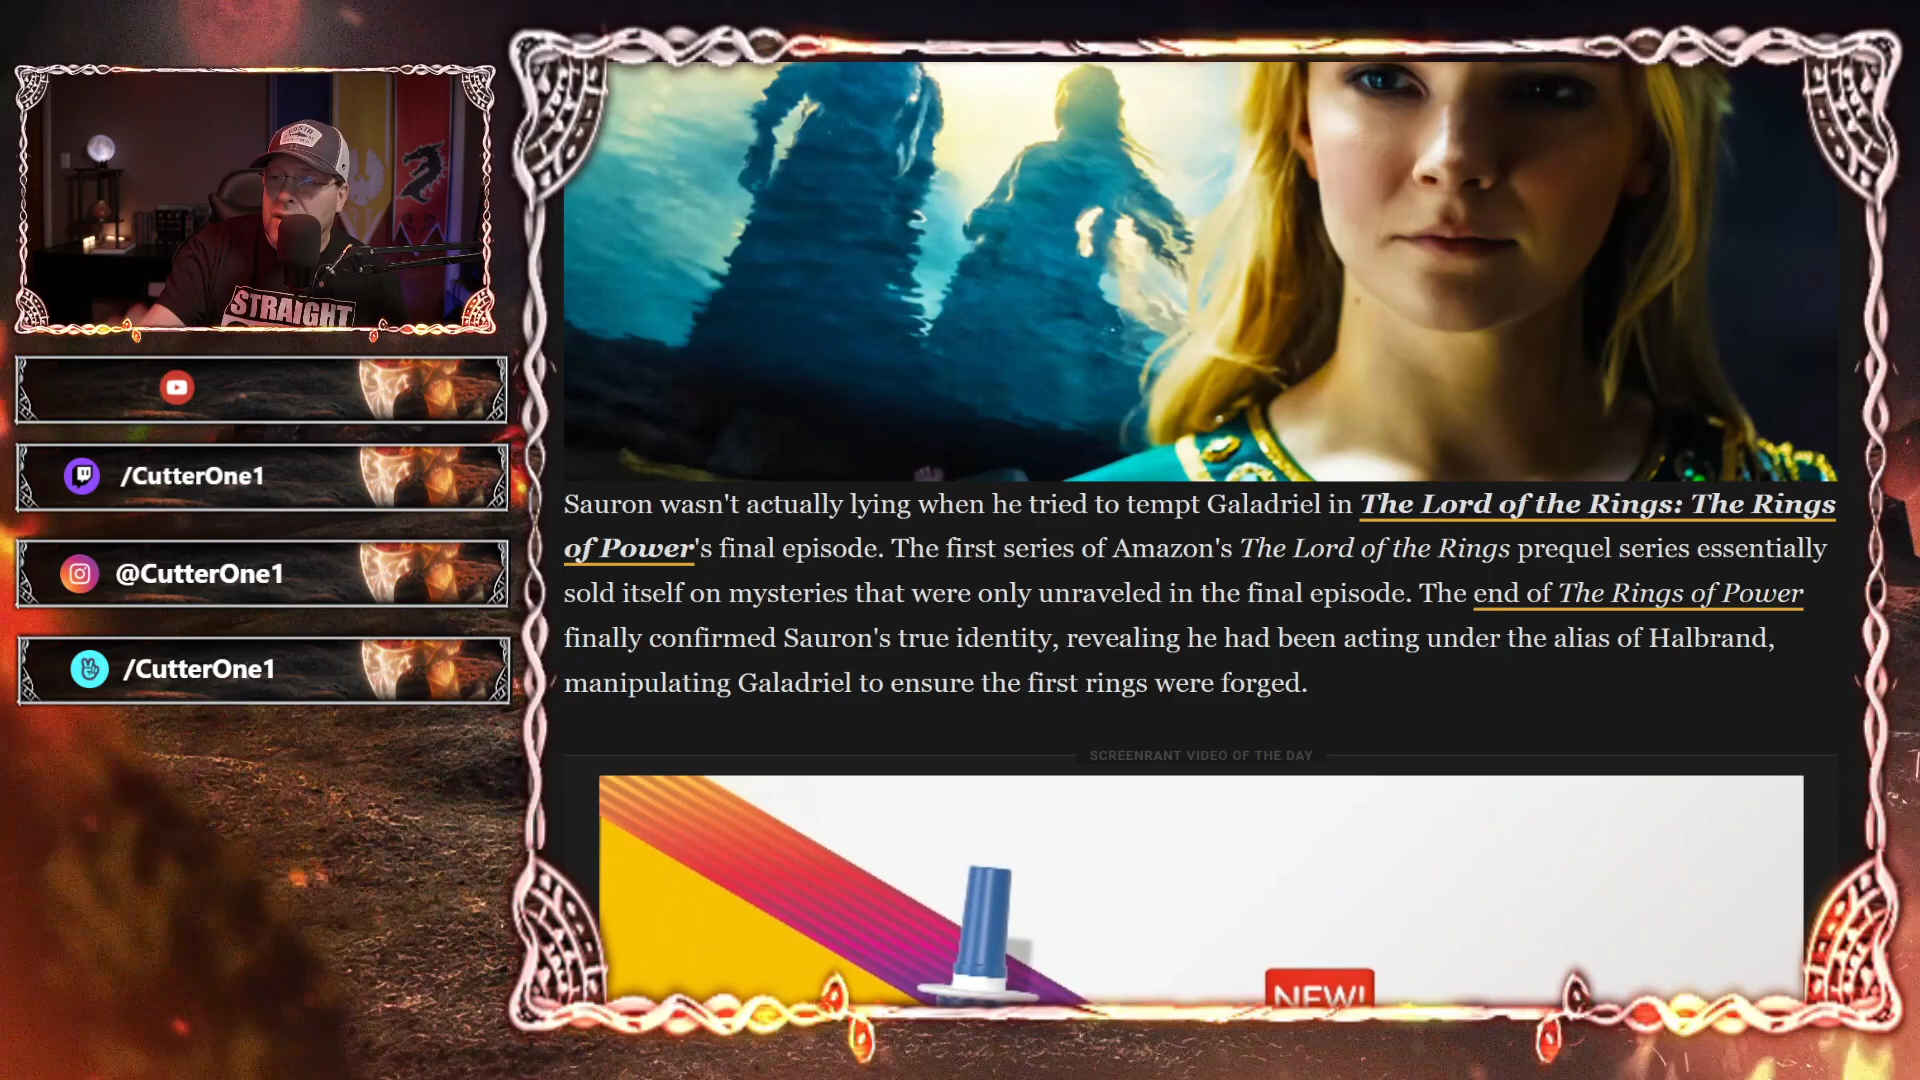 STRAIGHT
/CutterOne1
@CutterOne1
/CutterOne1
Sauron wasn't actually lying when he tried to tempt Galadriel in The Lord of the Rings: The Rings
of Power's final episode. The first series of Amazon's The Lord of the Rings prequel series essentially
sold itself on mysteries that were only unraveled in the final episode. The end of The Rings of Power
finally confirmed Sauron's true identity, revealing he had been acting under the alias of Halbrand,
manipulating Galadriel to ensure the first rings were forged.
SCREENRANT VIDEO OF THE DAY
NEW!